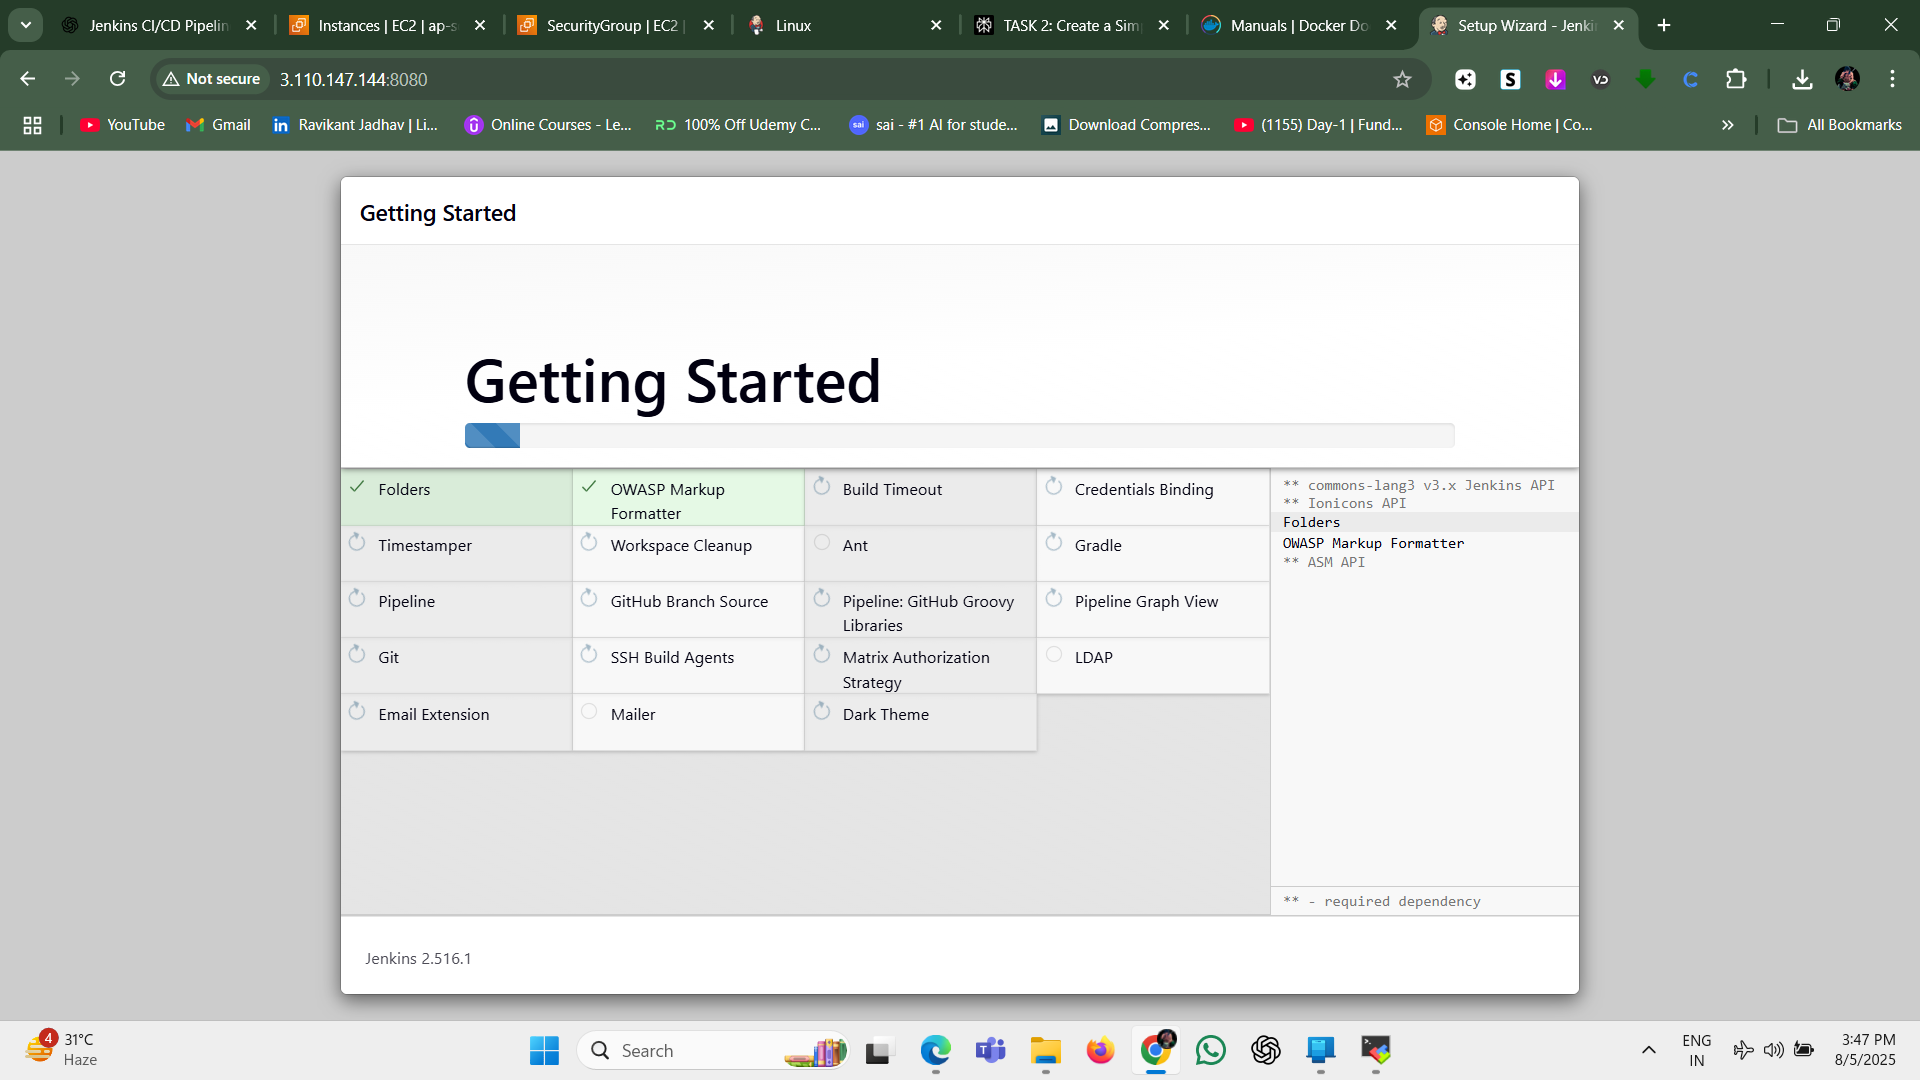 Jenkins CI/CD Pipelin
Instances | EC2 | ap-s
SecurityGroup | EC2 |
Linux
TASK 2: Create a Sim
Manuals | Docker Do
Setup Wizard - Jenki
Not secure
3.110.147.144:8080
YouTube
Gmail
Ravikant Jadhav | Li...
Online Courses - Le...
100% Off Udemy C...
sai - #1 AI for stude...
Download Compres...
(1155) Day-1 | Fund...
Console Home | Co...
All Bookmarks
Getting Started
Getting Started
Folders
OWASP Markup
Formatter
Build Timeout
Credentials Binding
Timestamper
Workspace Cleanup
Ant
Gradle
Pipeline
GitHub Branch Source
Pipeline: GitHub Groovy
Libraries
Pipeline Graph View
Git
SSH Build Agents
Matrix Authorization
Strategy
LDAP
Email Extension
Mailer
Dark Theme
** commons-lang3 v3.x Jenkins API
** Ionicons API
Folders
OWASP Markup Formatter
** ASM API
** - required dependency
Jenkins 2.516.1
4
31°C
Haze
Search
ENG
IN
3:47 PM
8/5/2025